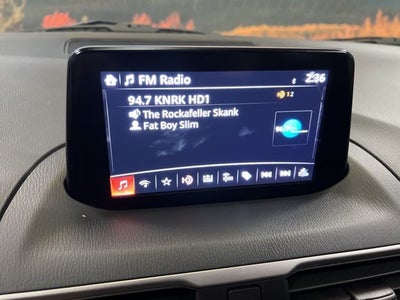 FM Radio
2:36
94.7 KNRK HD1
12
The Rockafeller Skank
Fat Boy Slim